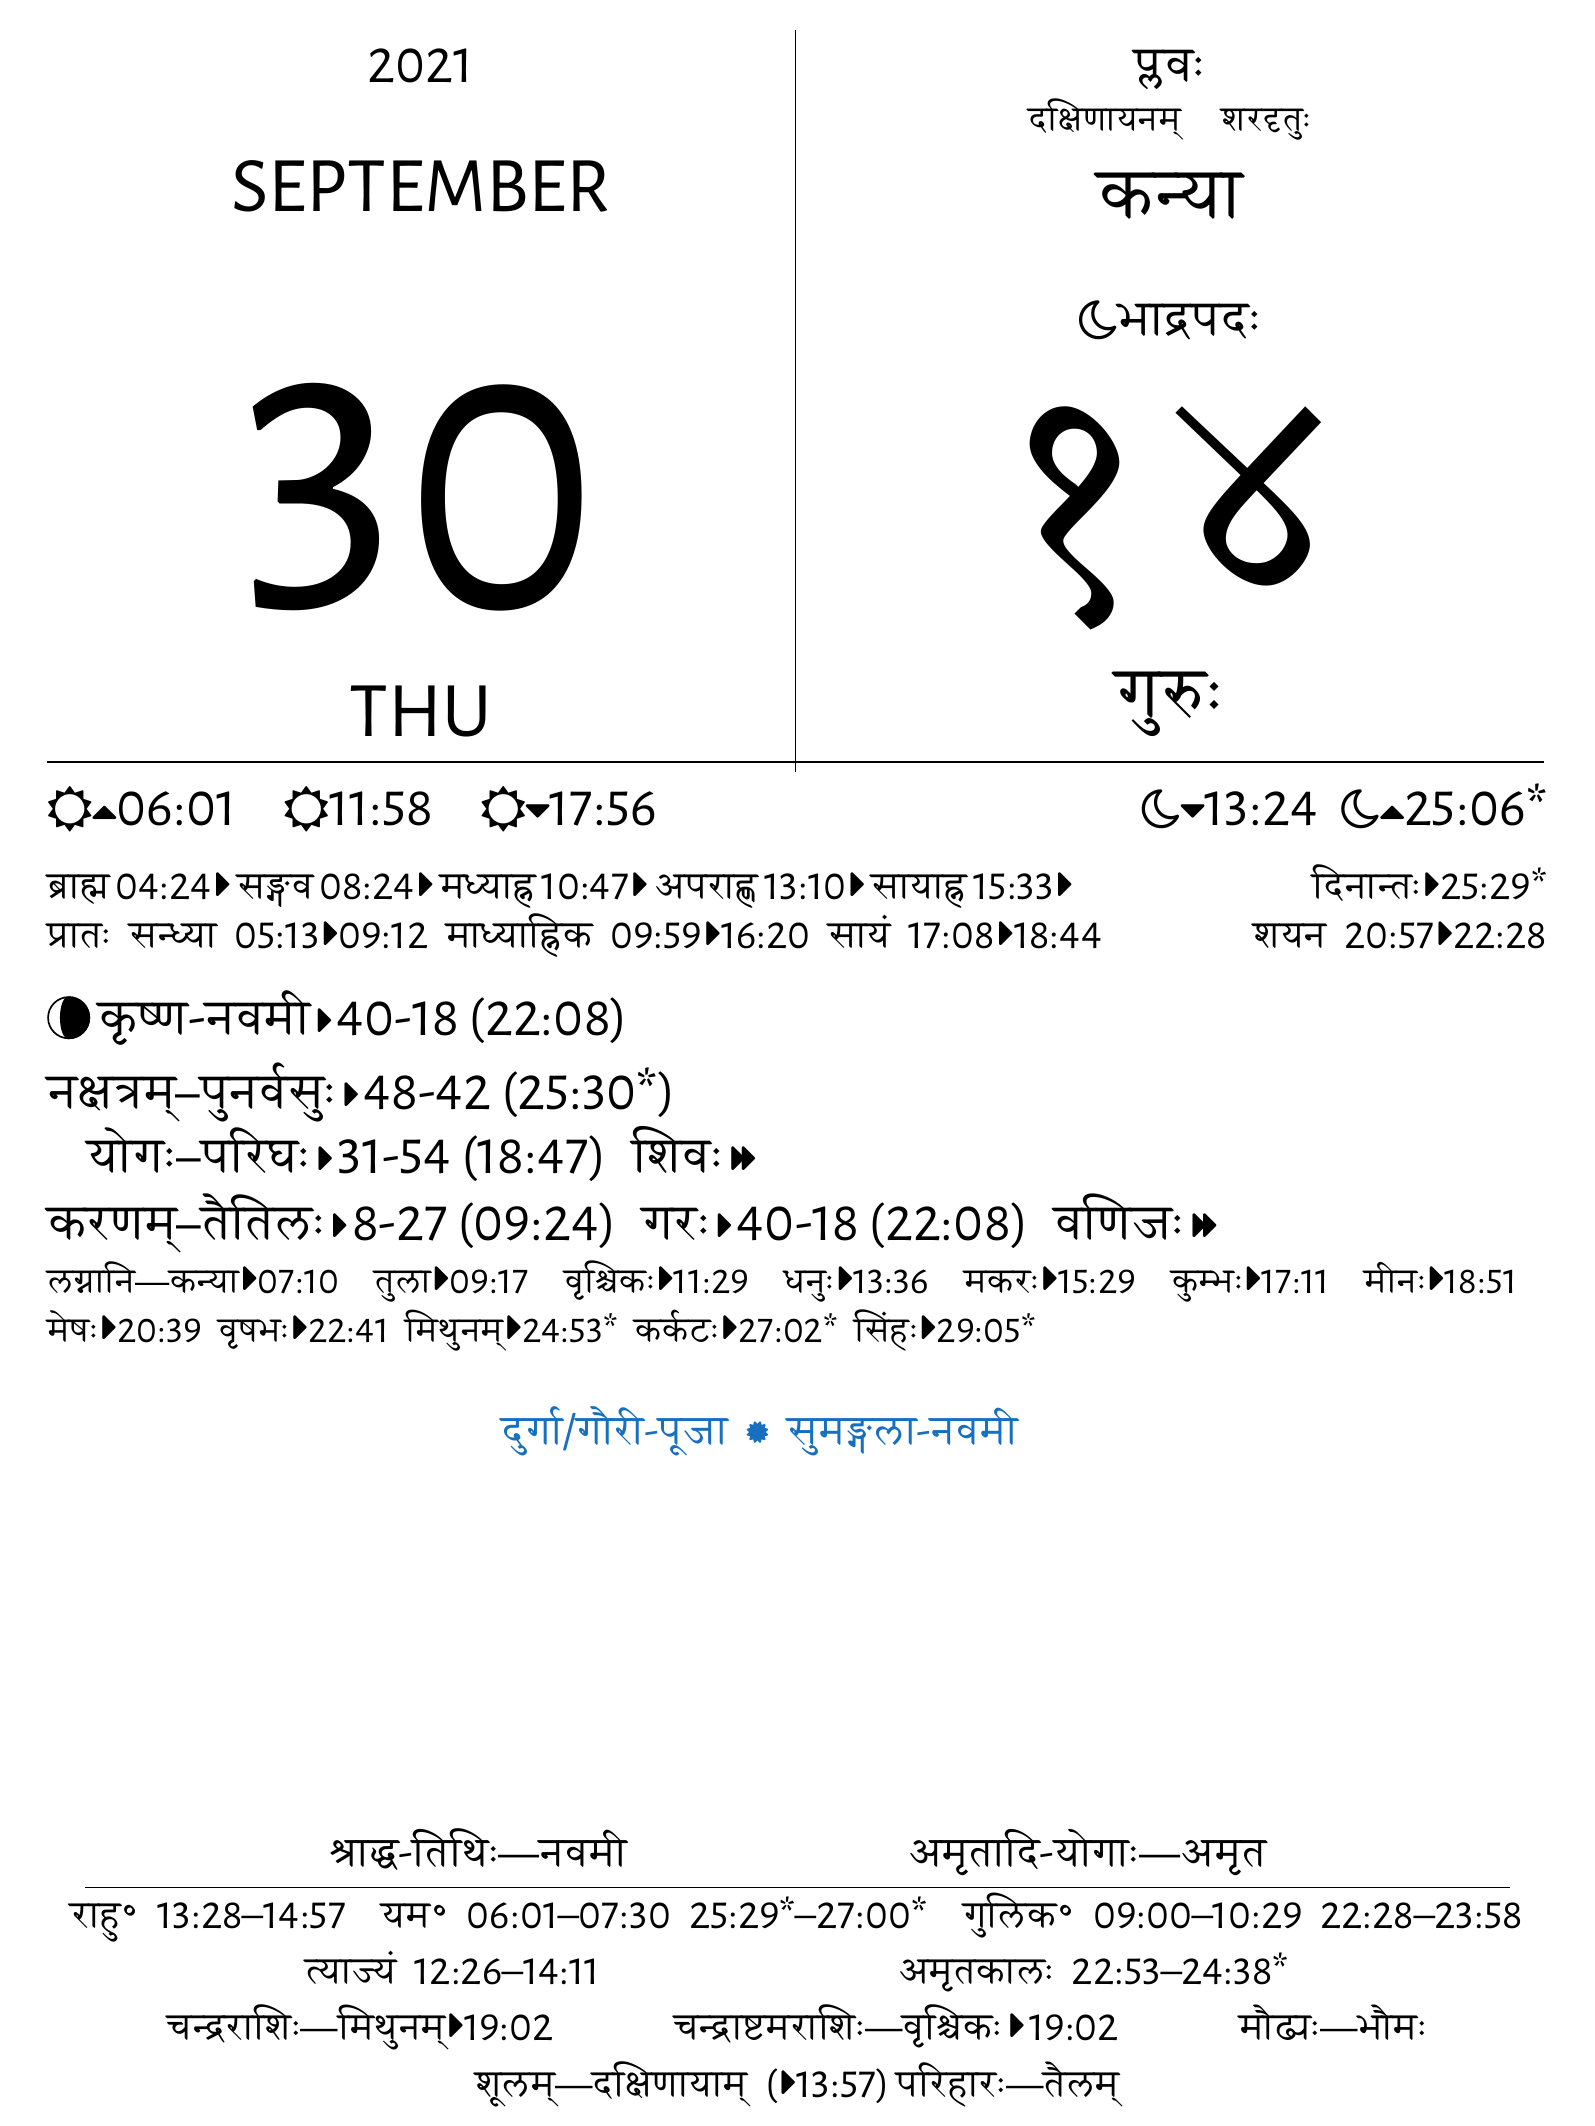 2021
SEPTEMBER
30
THU
प्लवः
दक्षिणायनम् शरदृतुः
कन्या
भाद्रपदः
१४
गुरुः
06:01 11:58 17:56 13:24 25:06*
ब्राह्म 04:24 सङ्गव 08:24 मध्याह्न 10:47 अपराह्ण 13:10 सायाह्न 15:33 दिनान्तः 25:29*
प्रातः सन्ध्या 05:13 09:12 माध्याह्निक 09:59 16:20 सायं 17:08 18:44 शयन 20:57 22:28
कृष्ण-नवमी 40-18 (22:08)
नक्षत्रम्–पुनर्वसुः 48-42 (25:30*)
योगः–परिघः 31-54 (18:47) शिवः
करणम्–तैतिलः 8-27 (09:24) गरः 40-18 (22:08) वणिजः
लग्नानि—कन्या 07:10 तुला 09:17 वृश्चिकः 11:29 धनुः 13:36 मकरः 15:29 कुम्भः 17:11 मीनः 18:51
मेषः 20:39 वृषभः 22:41 मिथुनम् 24:53* कर्कटः 27:02* सिंहः 29:05*
दुर्गा/गौरी-पूजा ✹ सुमङ्गला-नवमी
श्राद्ध-तिथिः—नवमी अमृतादि-योगाः—अमृत
राहु॰ 13:28–14:57 यम॰ 06:01–07:30 25:29*–27:00* गुलिक॰ 09:00–10:29 22:28–23:58
त्याज्यं 12:26–14:11 अमृतकालः 22:53–24:38*
चन्द्रराशिः—मिथुनम् 19:02 चन्द्राष्टमराशिः—वृश्चिकः 19:02 मौढ्यः—भौमः
शूलम्—दक्षिणायाम् ( 13:57) परिहारः—तैलम्